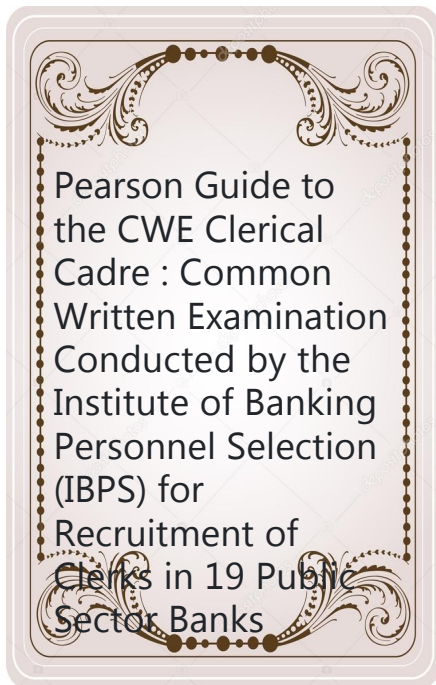 Pearson Guide to
the CWE Clerical
Cadre : Common
Written Examination
Conducted by the
Institute of Banking
Personnel Selection
(IBPS) for
Recruitment of
Clerks in 19 Public
Sector Banks